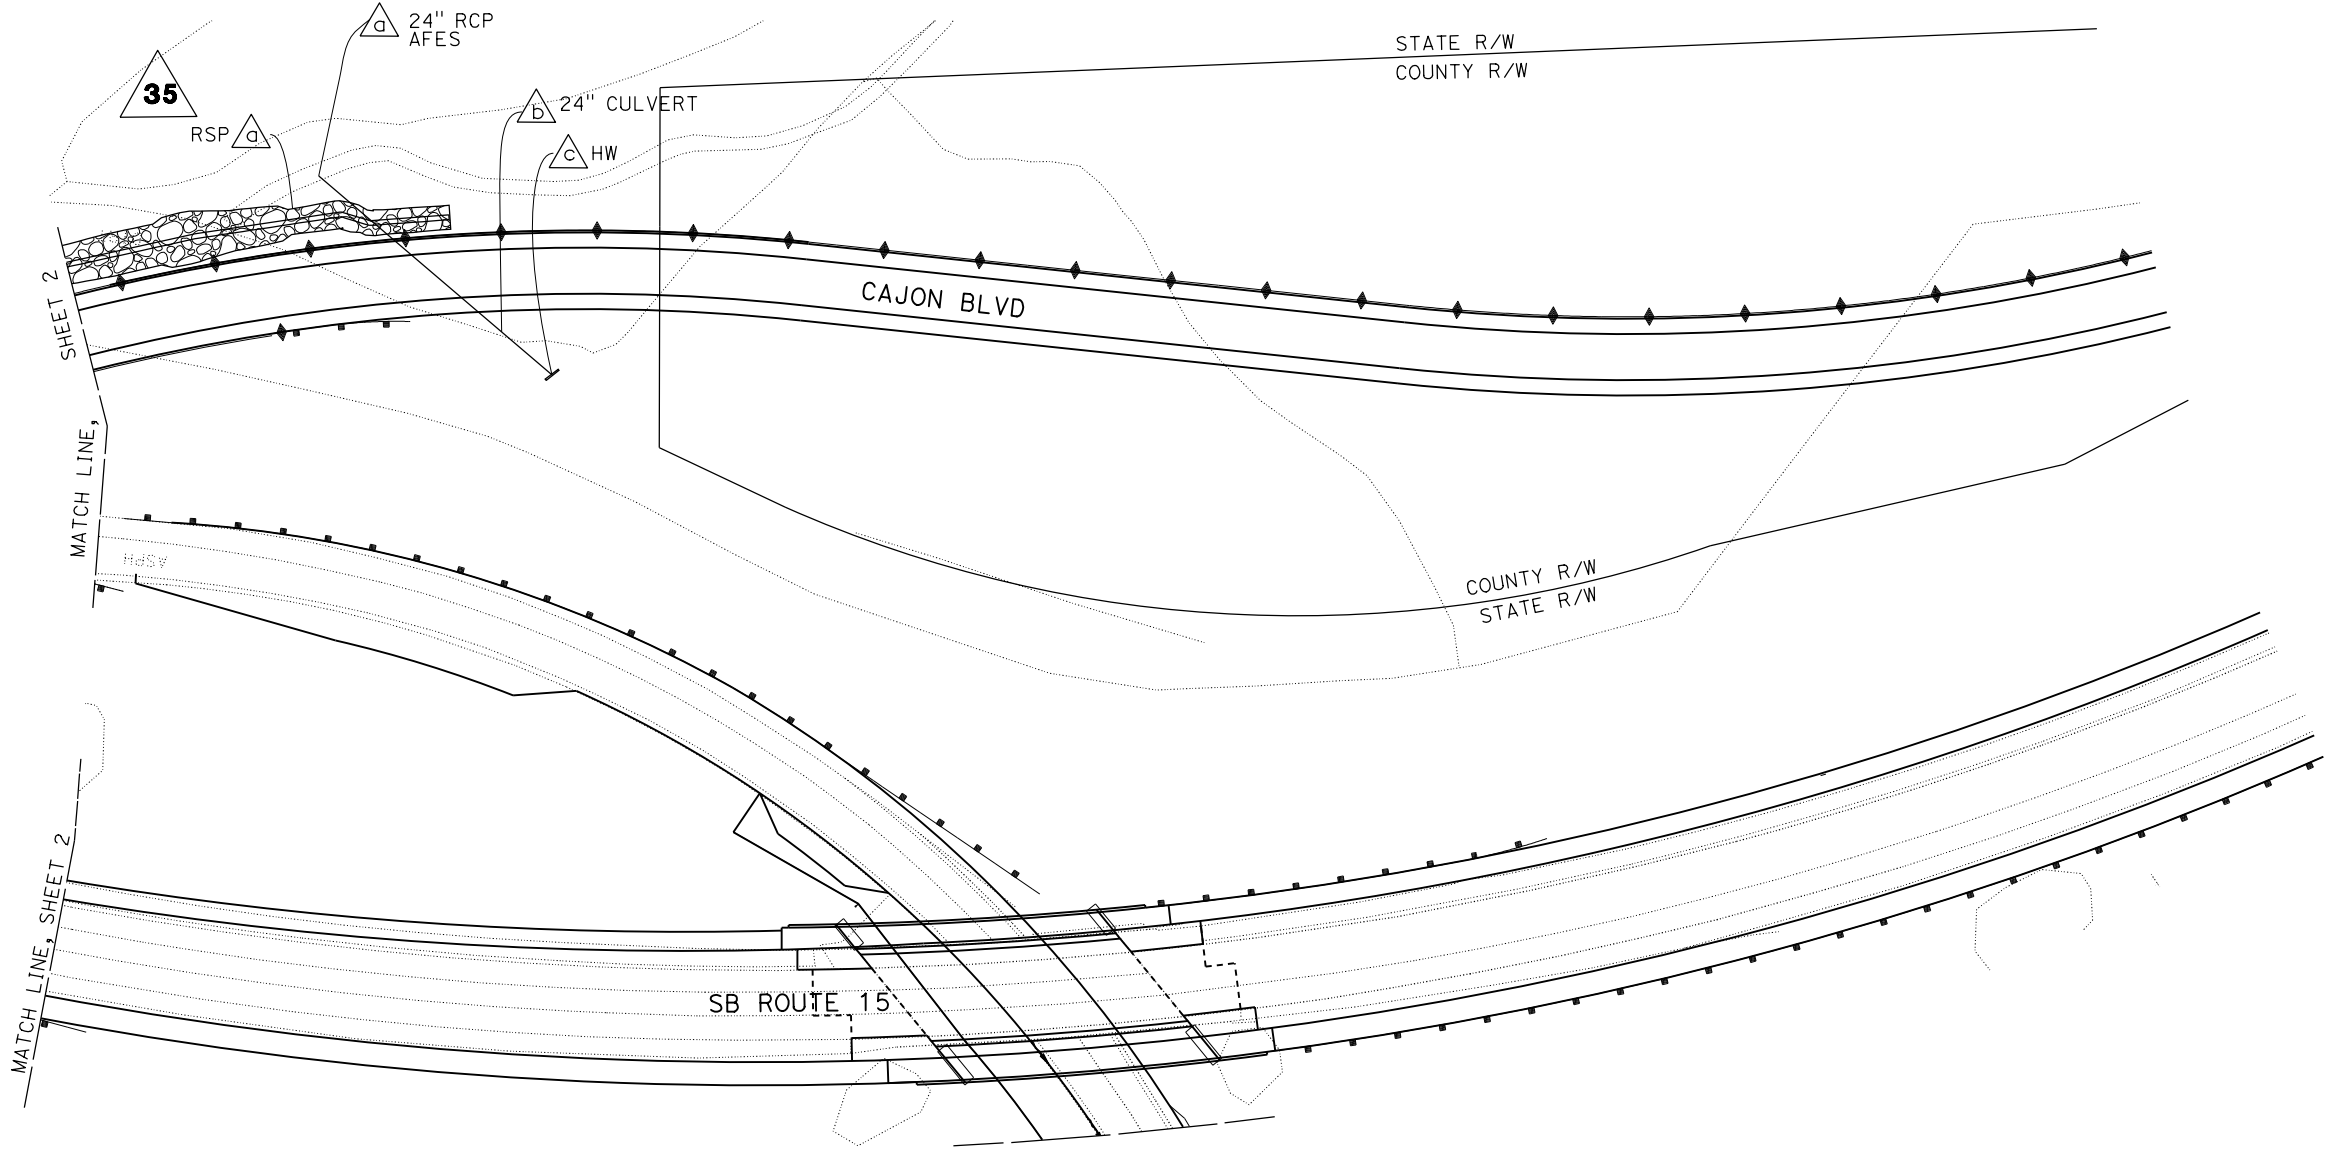 a 24" RCP
AFES
STATE R/W
COUNTY R/W
35
b 24" CULVERT
RSP a
c HW
CAJON BLVD
MATCH LINE, SHEET 2
ASPH
COUNTY R/W
STATE R/W
MATCH LINE, SHEET 2
SB ROUTE 15